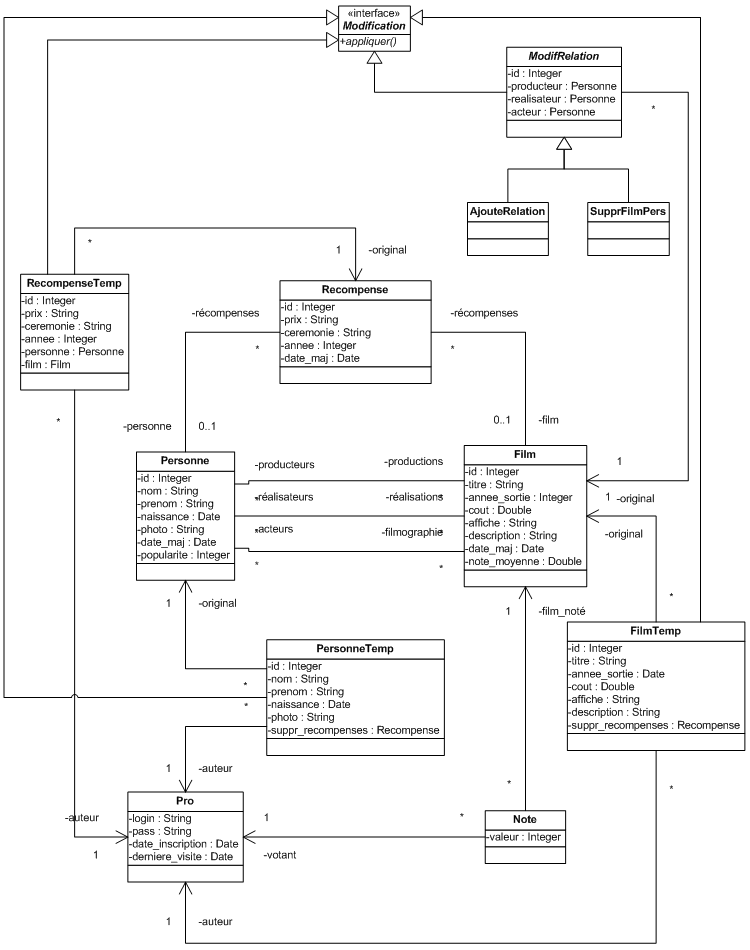 «interface»
Modification
+appliquer()
ModifRelation
-id : Integer
-producteur : Personne
-realisateur : Personne
-acteur : Personne
*
AjouteRelation
SupprFilmPers
*
1
-original
RecompenseTemp
-id : Integer
-prix : String
-ceremonie : String
-annee : Integer
-personne : Personne
-film : Film
Recompense
-id : Integer
-prix : String
-ceremonie : String
-annee : Integer
-date_maj : Date
-récompenses
*
-récompenses
*
*
-personne
0..1
0..1
-film
Personne
-id : Integer
-nom : String
-prenom : String
-naissance : Date
-photo : String
-date_maj : Date
-popularite : Integer
-producteurs
-productions
*
-réalisateurs
*
-réalisations
*
-acteurs
*
-filmographie
*
*
Film
-id : Integer
-titre : String
-annee_sortie : Integer
-cout : Double
-affiche : String
-description : String
-date_maj : Date
-note_moyenne : Double
1
1
-original
-original
*
1
-original
1
-film_noté
PersonneTemp
-id : Integer
-nom : String
-prenom : String
-naissance : Date
-photo : String
-suppr_recompenses : Recompense
*
*
FilmTemp
-id : Integer
-titre : String
-annee_sortie : Date
-cout : Double
-affiche : String
-description : String
-suppr_recompenses : Recompense
*
1
-auteur
Pro
-login : String
-pass : String
-date_inscription : Date
-derniere_visite : Date
-auteur
1
1
-votant
*
*
Note
-valeur : Integer
1
-auteur